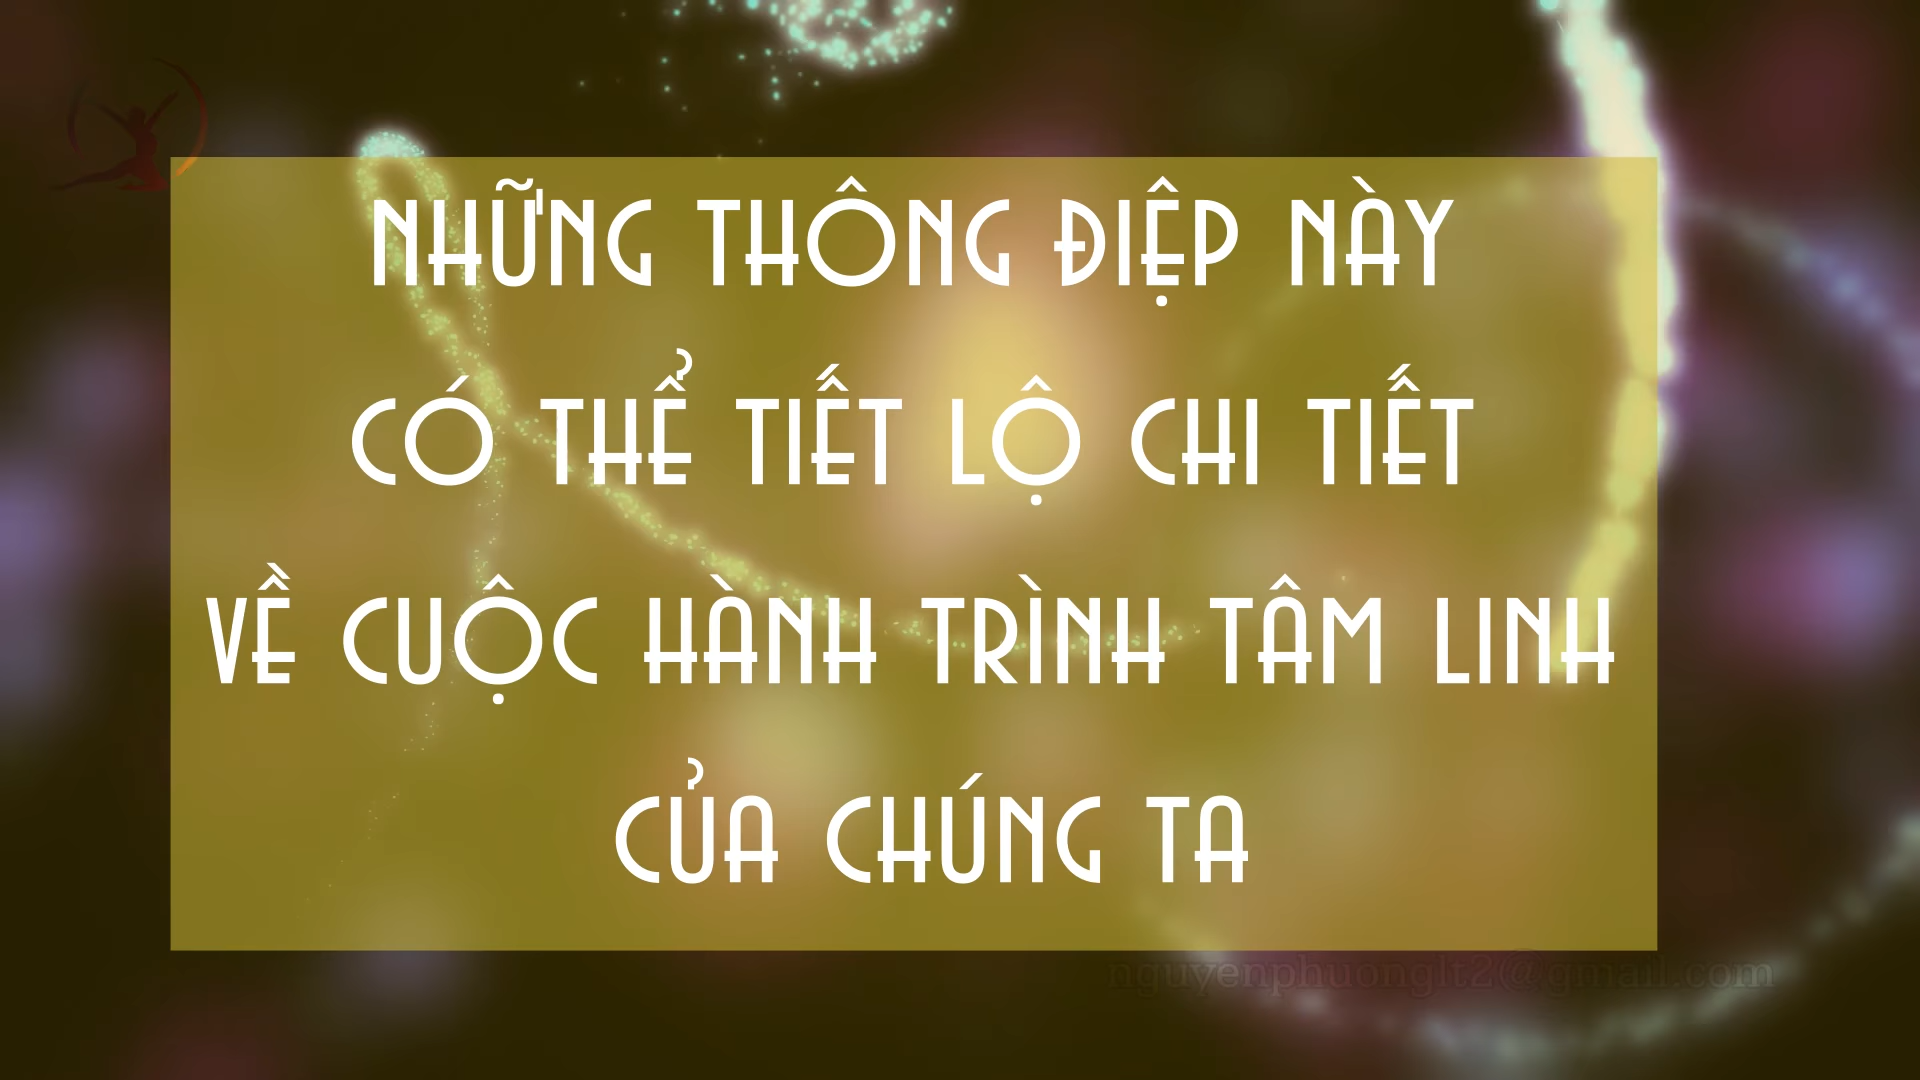 NHỮNG THÔNG ĐIỆP NÀY
CÓ THỂ TIẾT LỘ CHI TIẾT
VỀ CUỘC HÀNH TRÌNH TÂM LINH
CỦA CHÚNG TA
nguyenphuonglt2@gmail.com